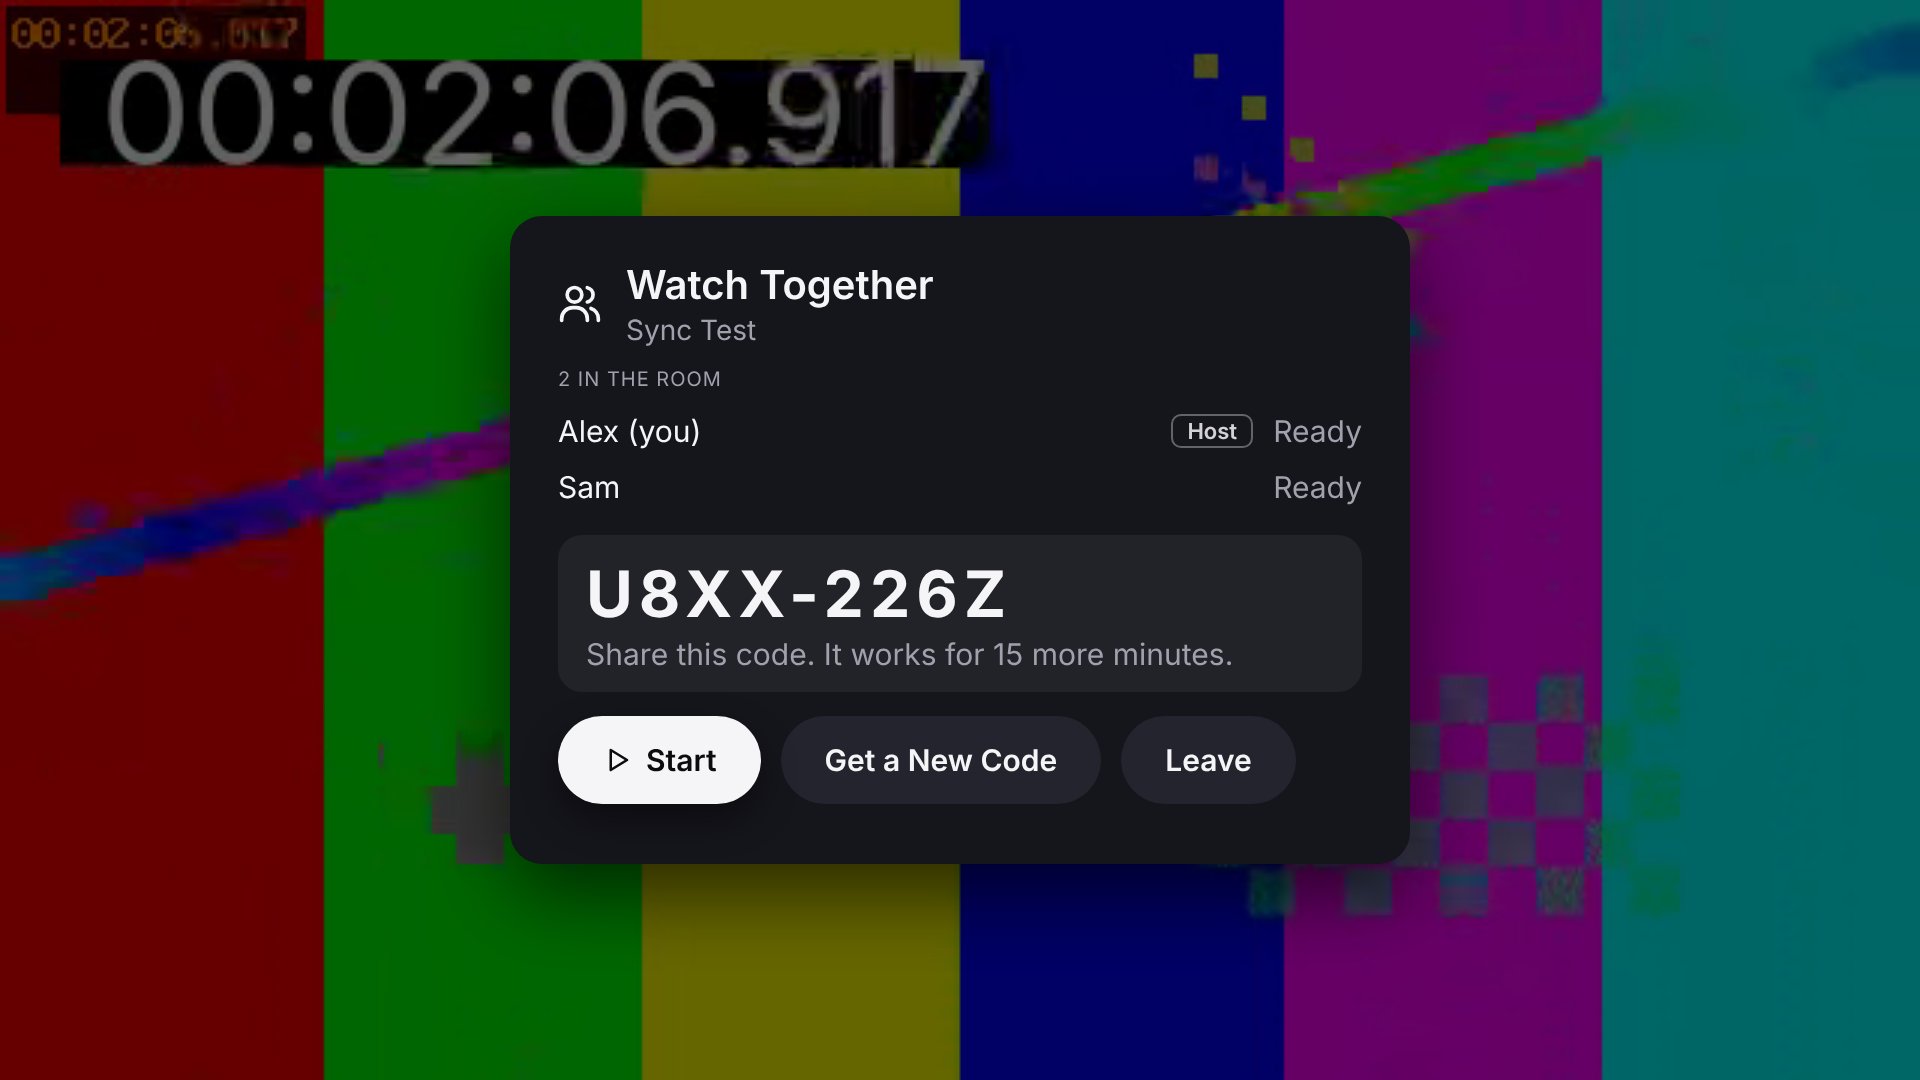 00:02:06.917
Watch Together
Sync Test
2 IN THE ROOM
Alex (you) Host Ready
Sam Ready
U8XX-226Z
Share this code. It works for 15 more minutes.
Start Get a New Code Leave